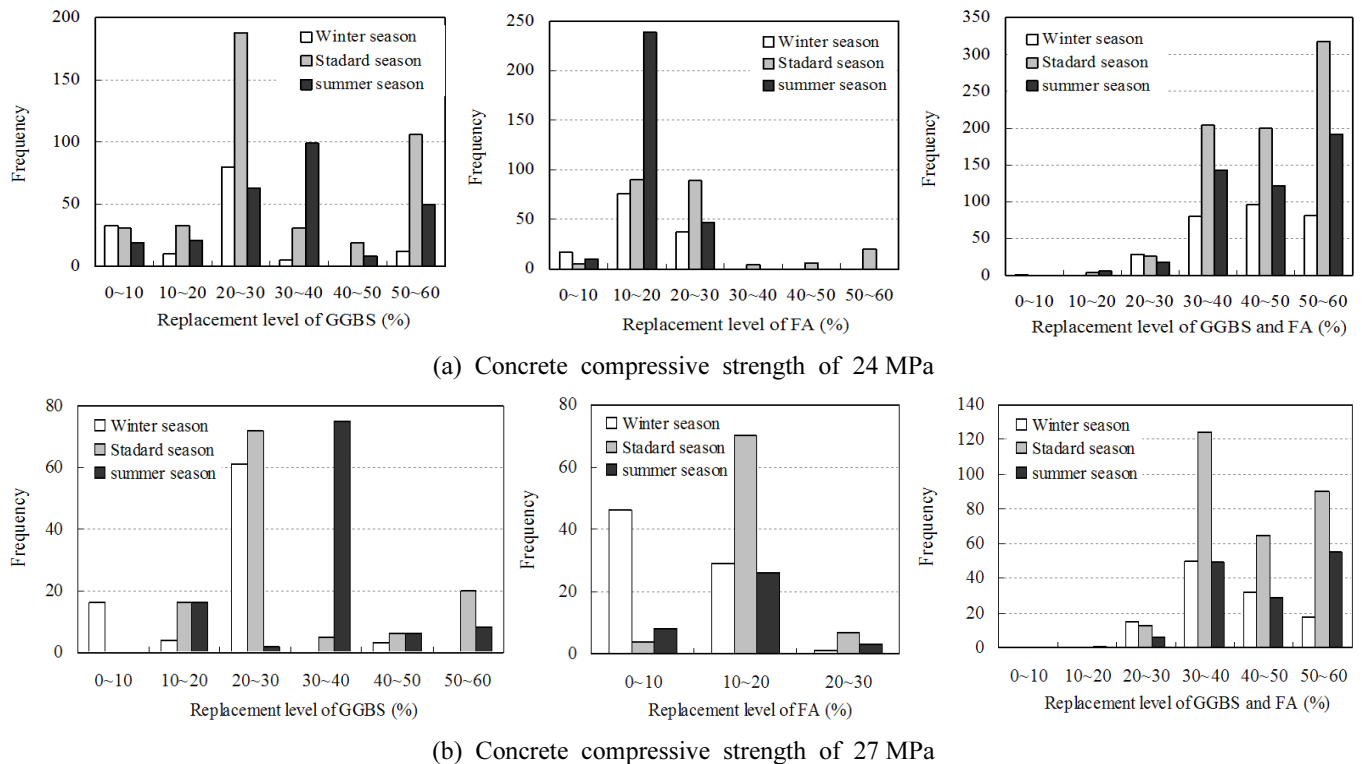 200
150
100
50
0
Frequency
Winter season
Stadard season
summer season
0~10 10~20 20~30 30~40 40~50 50~60
Replacement level of GGBS (%)
250
200
150
100
50
0
Frequency
Winter season
Stadard season
summer season
0~10 10~20 20~30 30~40 40~50 50~60
Replacement level of FA (%)
350
300
250
200
150
100
50
0
Frequency
Winter season
Stadard season
summer season
0~10 10~20 20~30 30~40 40~50 50~60
Replacement level of GGBS and FA (%)
(a) Concrete compressive strength of 24 MPa
80
60
40
20
0
Frequency
Winter season
Stadard season
summer season
0~10 10~20 20~30 30~40 40~50 50~60
Replacement level of GGBS (%)
80
60
40
20
0
Frequency
Winter season
Stadard season
summer season
0~10 10~20 20~30
Replacement level of FA (%)
140
120
100
80
60
40
20
0
Frequency
Winter season
Stadard season
summer season
0~10 10~20 20~30 30~40 40~50 50~60
Replacement level of GGBS and FA (%)
(b) Concrete compressive strength of 27 MPa